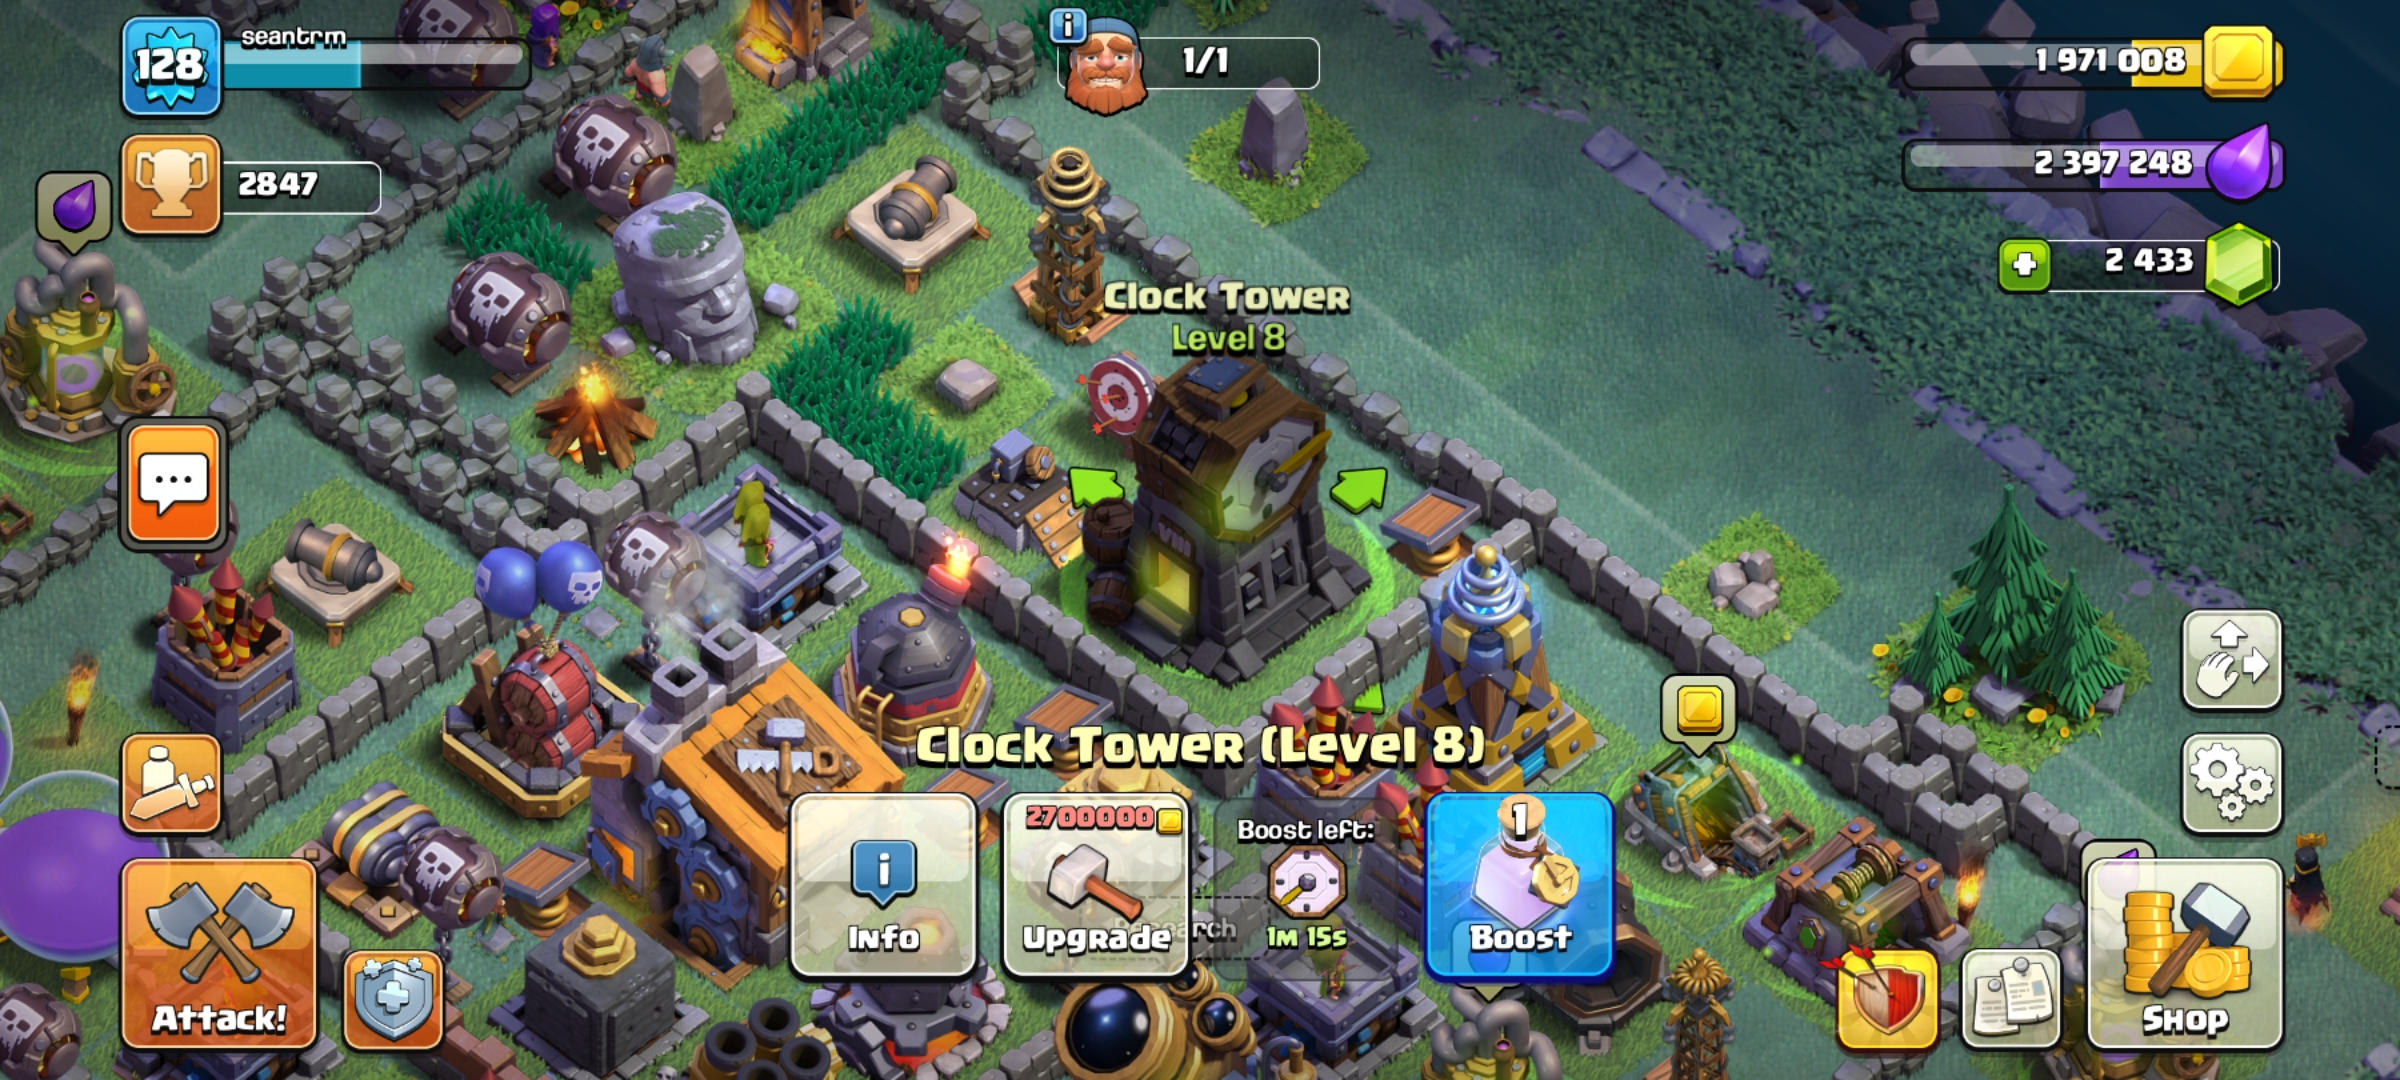 128
seantrm
1/1
1 971 008
2847
2 397 248
2 433
Clock Tower
Level 8
VIII
Clock Tower (Level 8)
2700000
1
Boost left:
Info
Upgrade
1M 15s
Boost
Attack!
Shop